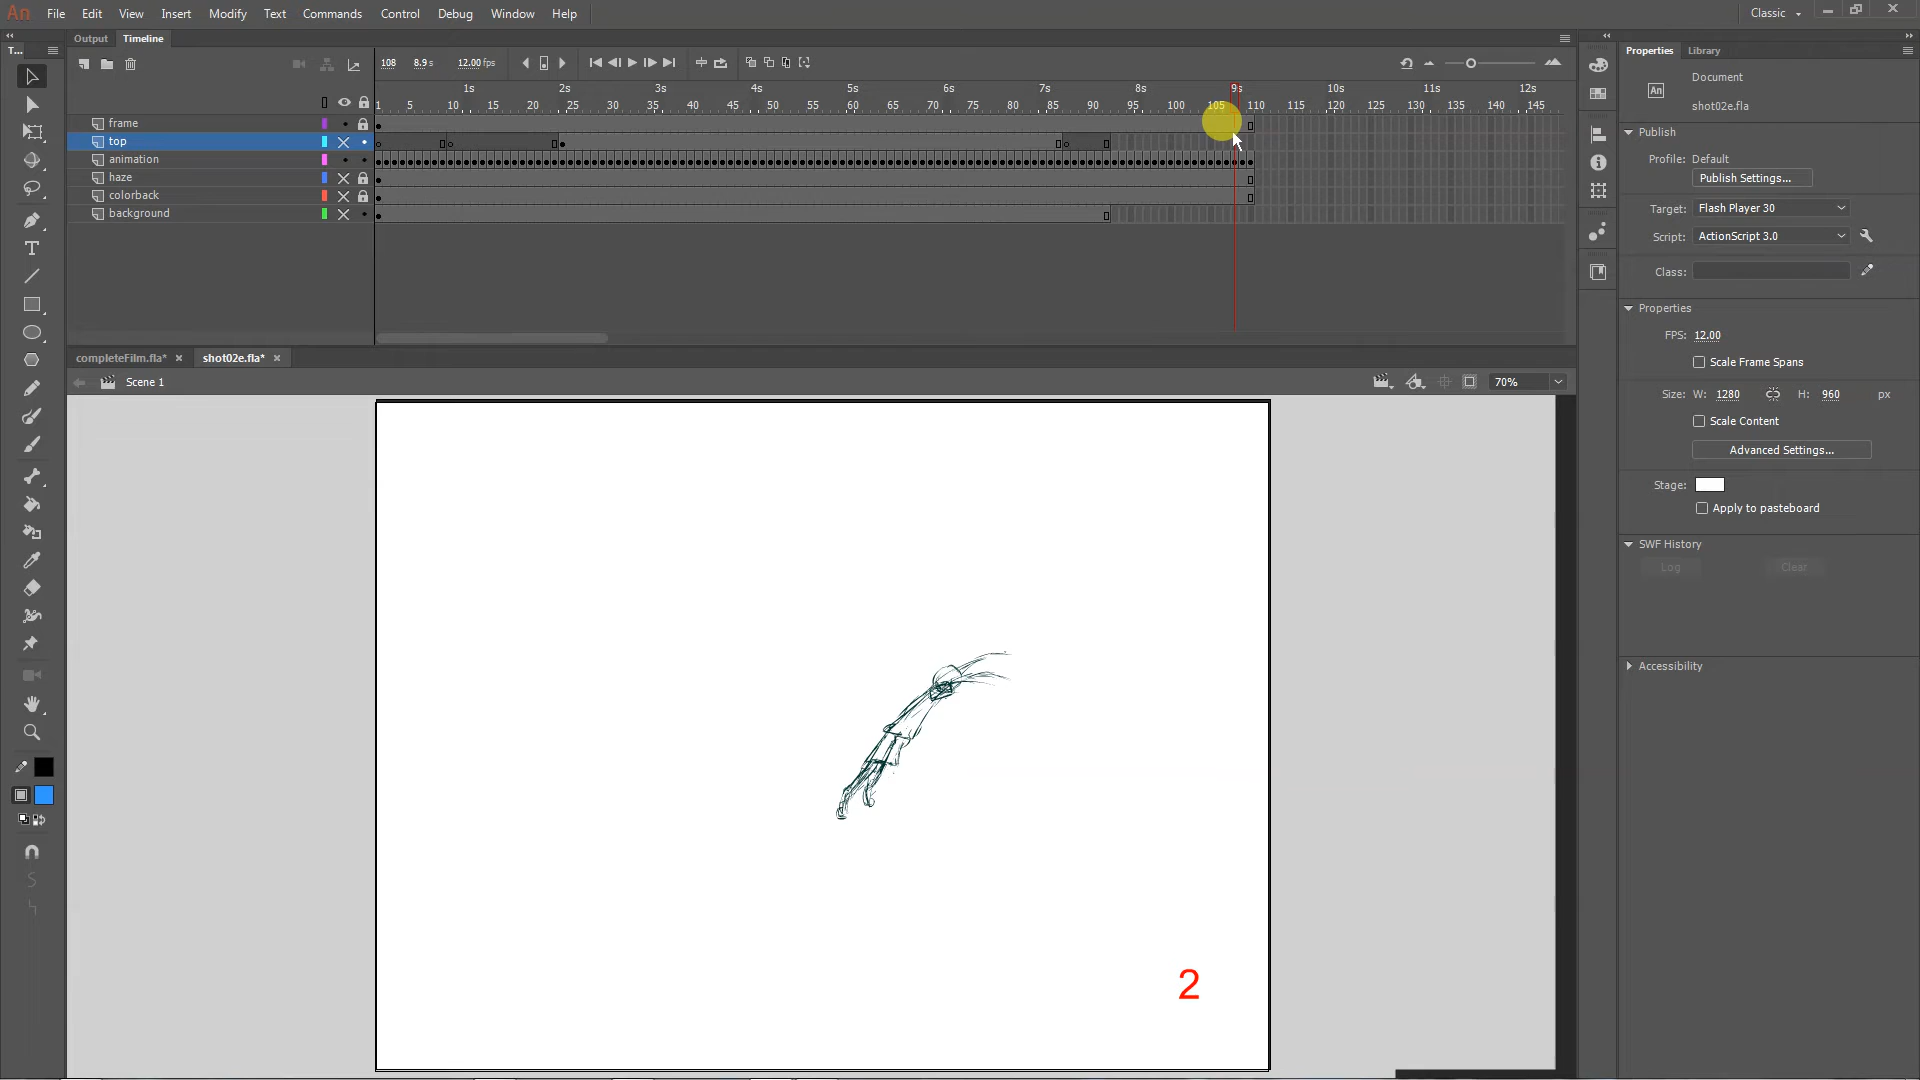 An File Edit View Insert Modify Text Commands Control Debug Window Help Classic
Output Timeline
T...
108 8.9 s 12.00 fps
1s 2s 3s 4s 5s 6s 7s 8s 9s 10s 11s 12s
1 5 10 15 20 25 30 35 40 45 50 55 60 65 70 75 80 85 90 95 100 105 110 115 120 125 130 135 140 145
frame
top
animation
haze
colorback
background
completeFilm.fla* × shot02e.fla* ×
Scene 1
70%
2
Properties Library
Document
An
shot02e.fla
Publish
Profile: Default
Publish Settings...
Target: Flash Player 30
Script: ActionScript 3.0
Class:
Properties
FPS: 12.00
Scale Frame Spans
Size: W: 1280 H: 960 px
Scale Content
Advanced Settings...
Stage:
Apply to pasteboard
SWF History
Log Clear
Accessibility